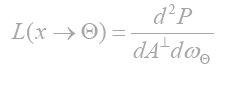 L(x → Θ) = d²P / dA⊥dω_Θ